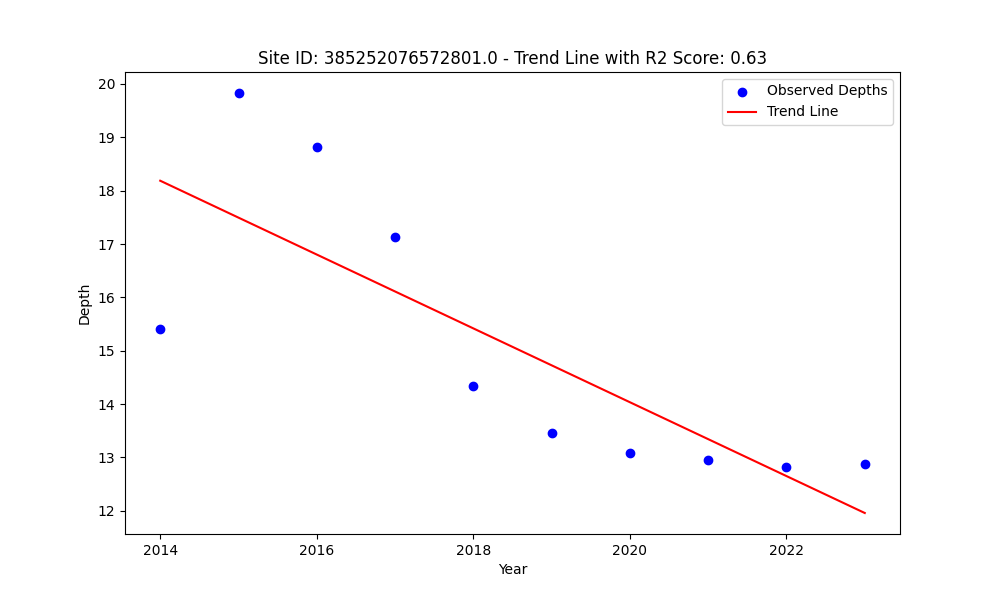 Site ID: 385252076572801.0 - Trend Line with R2 Score: 0.63
Observed Depths
Trend Line
20
19
18
17
16
15
14
13
12
Depth
2014
2016
2018
2020
2022
Year